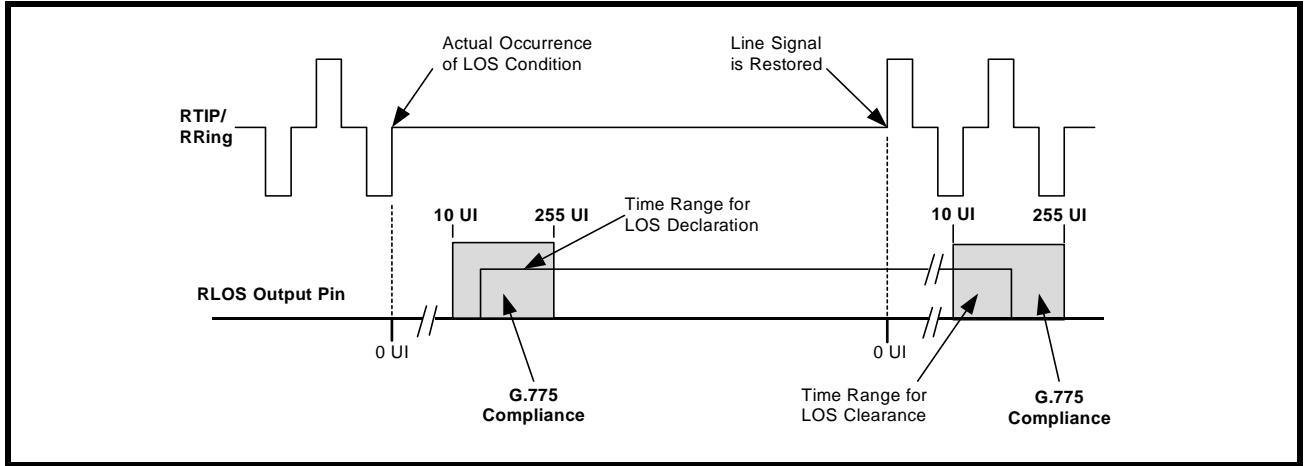 Actual Occurrence
of LOS Condition
Line Signal
is Restored
RTIP/
RRing
10 UI
255 UI
Time Range for
LOS Declaration
10 UI
255 UI
RLOS Output Pin
0 UI
0 UI
G.775
Compliance
Time Range for
LOS Clearance
G.775
Compliance